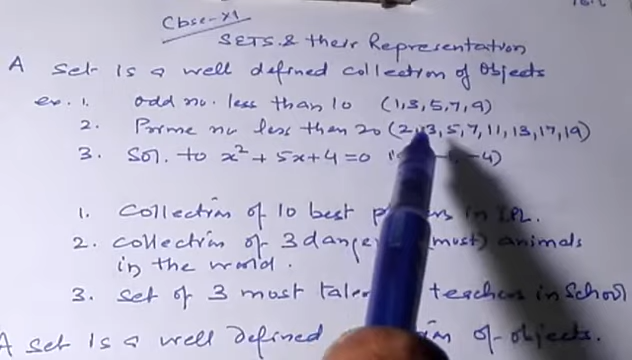 Cbse-XI
SETS & their Representation
A set is a well defined collection of objects
ex. 1. odd no. less than 10 (1,3,5,7,9)
2. Prime no less than 20 (2,3,5,7,11,13,17,19)
3. Sol. to x² + 5x + 4 = 0 -4)
1. Collection of 10 best in IPL.
2. collection of 3 (most) animals
in the world.
3. set of 3 most teachers in School
A set is a well defined of objects.